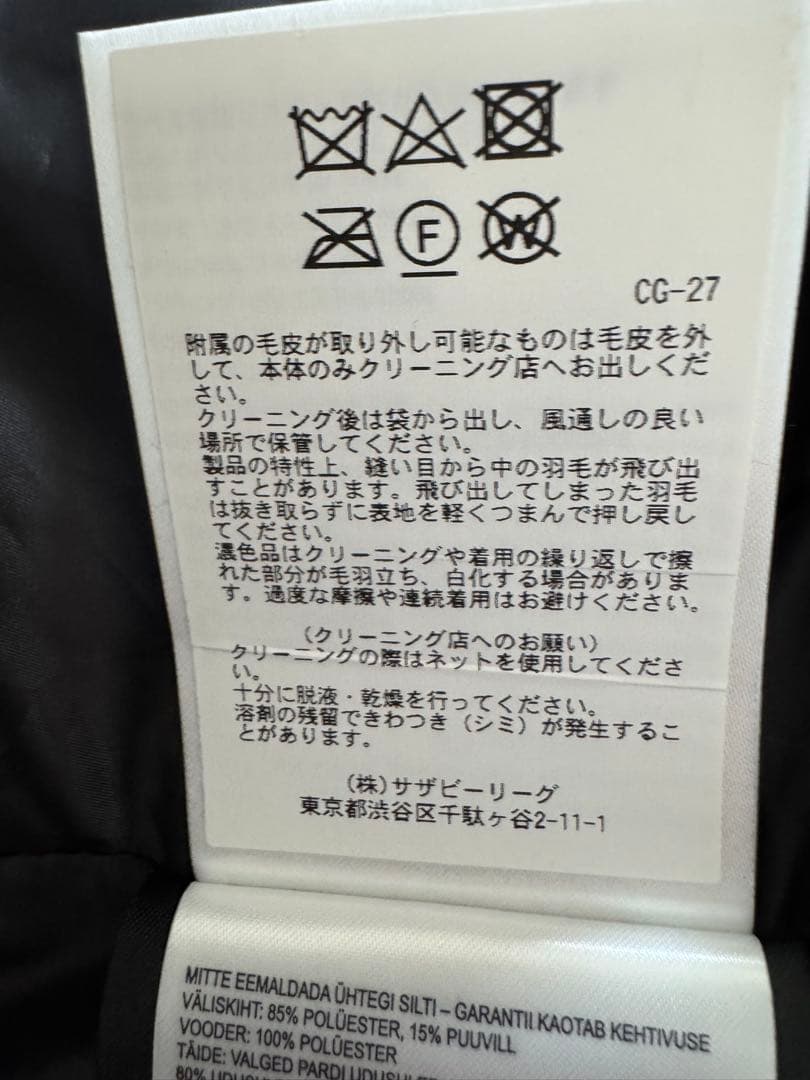 F
W
CG-27
附属の毛皮が取り外し可能なものは毛皮を外
して、本体のみクリーニング店へお出しくだ
さい。
クリーニング後は袋から出し、風通しの良い
場所で保管してください。
製品の特性上、縫い目から中の羽毛が飛び出
すことがあります。飛び出してしまった羽毛
は抜き取らずに表地を軽くつまんで押し戻し
てください。
濃色品はクリーニングや着用の繰り返しで擦
れた部分が毛羽立ち、白化する場合がありま
す。過度な摩擦や連続着用はお避けください。
(クリーニング店へのお願い)
クリーニングの際はネットを使用してくださ
い。
十分に脱液・乾燥を行ってください。
溶剤の残留できわつき(シミ)が発生するこ
とがあります。
(株)サザビーリーグ
東京都渋谷区千駄ヶ谷2-11-1
MITTE EEMALDADA ÜHTEGI SILTI – GARANTII KAOTAB KEHTIVUSE
VÄLISKIHT: 85% POLÜESTER, 15% PUUVILL
VOODER: 100% POLÜESTER
TÄIDE: VALGED PARDI
80%